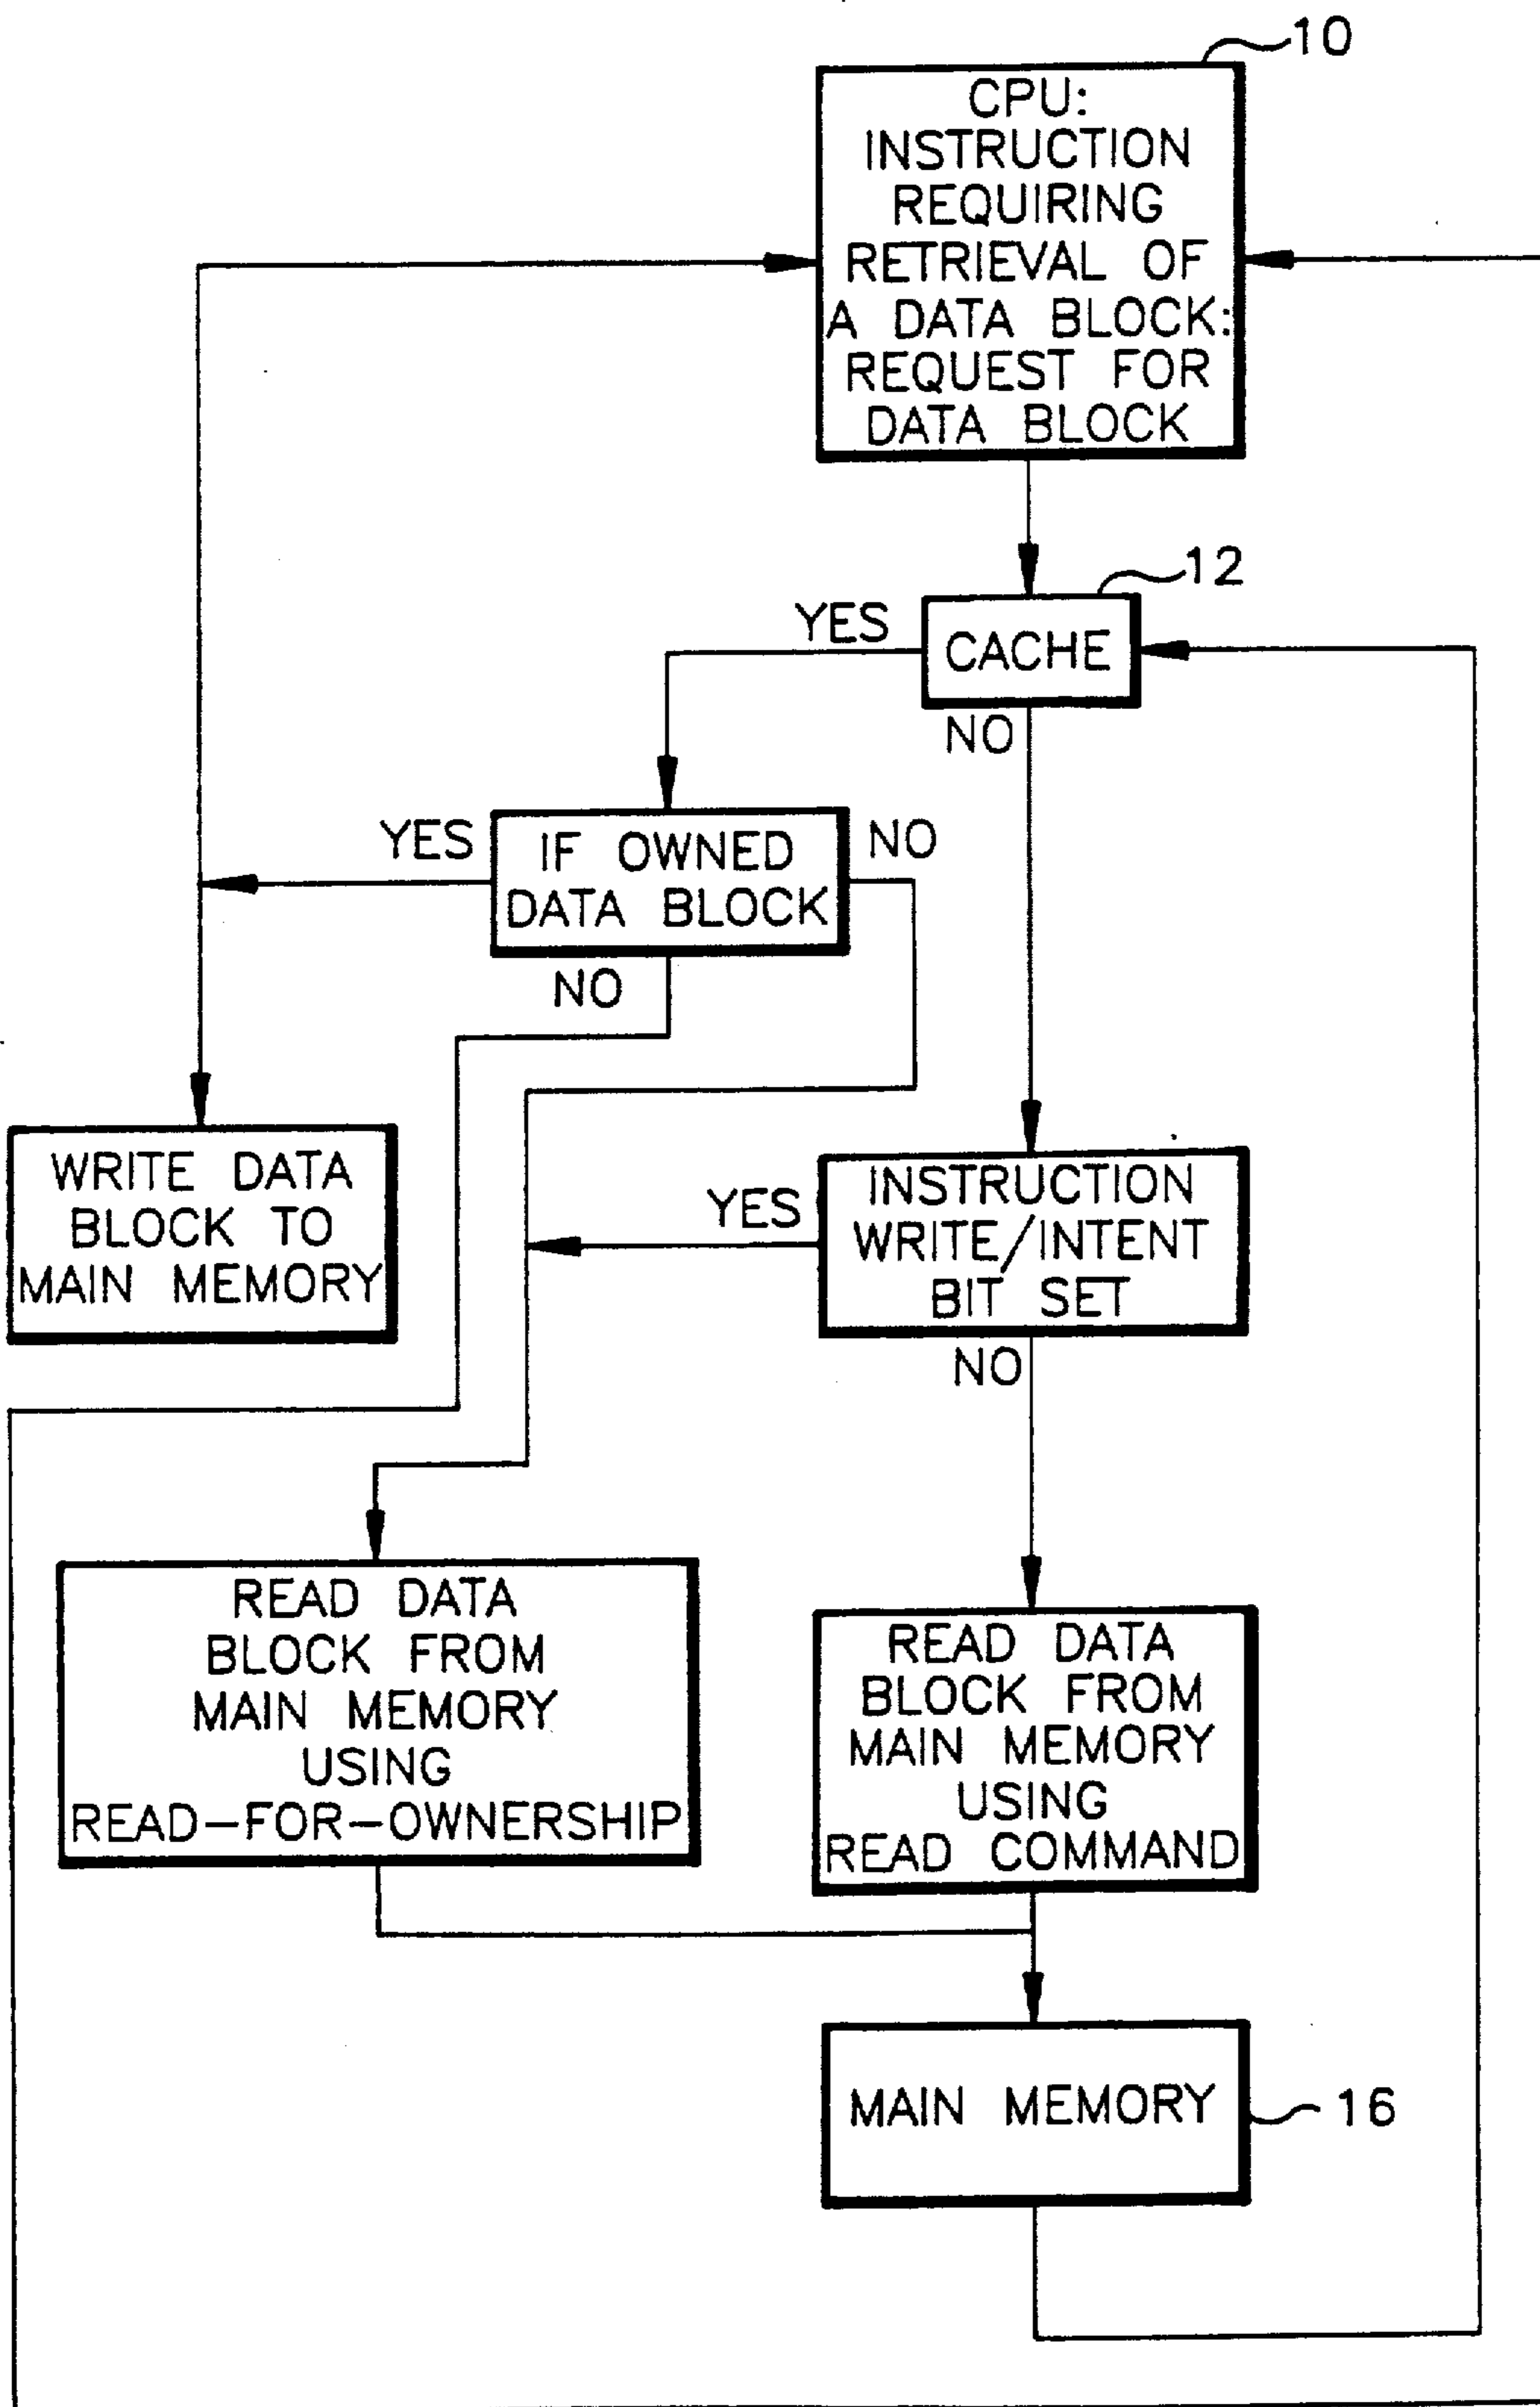 10
CPU:
INSTRUCTION
REQUIRING
RETRIEVAL OF
A DATA BLOCK:
REQUEST FOR
DATA BLOCK
12
YES
CACHE
NO
YES
IF OWNED
DATA BLOCK
NO
NO
WRITE DATA
BLOCK TO
MAIN MEMORY
YES
INSTRUCTION
WRITE/INTENT
BIT SET
NO
READ DATA
BLOCK FROM
MAIN MEMORY
USING
READ-FOR-OWNERSHIP
READ DATA
BLOCK FROM
MAIN MEMORY
USING
READ COMMAND
MAIN MEMORY
16